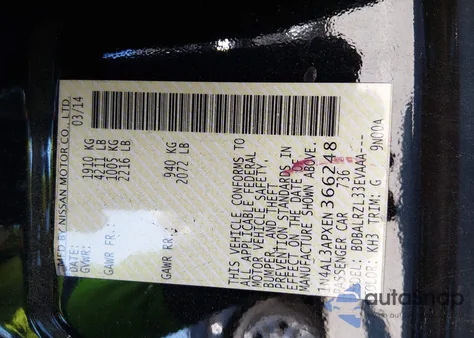 MFD BY NISSAN MOTOR CO., LTD.
DATE: 03/14
GVWR: 1910 KG
LB
GAWR FR.: 1005 KG
2216 LB
GAWR RR.: 940 KG
2072 LB
THIS VEHICLE CONFORMS TO
ALL APPLICABLE FEDERAL
MOTOR VEHICLE SAFETY,
BUMPER, AND THEFT
PREVENTION STANDARDS IN
EFFECT ON THE DATE OF
MANUFACTURE SHOWN ABOVE.
1N4AL3APXEN366248
PASSENGER CAR 736
MODEL: BDBALRZL33EVAAA---
COLOR: KH3 TRIM: G 9N00A
autosnap